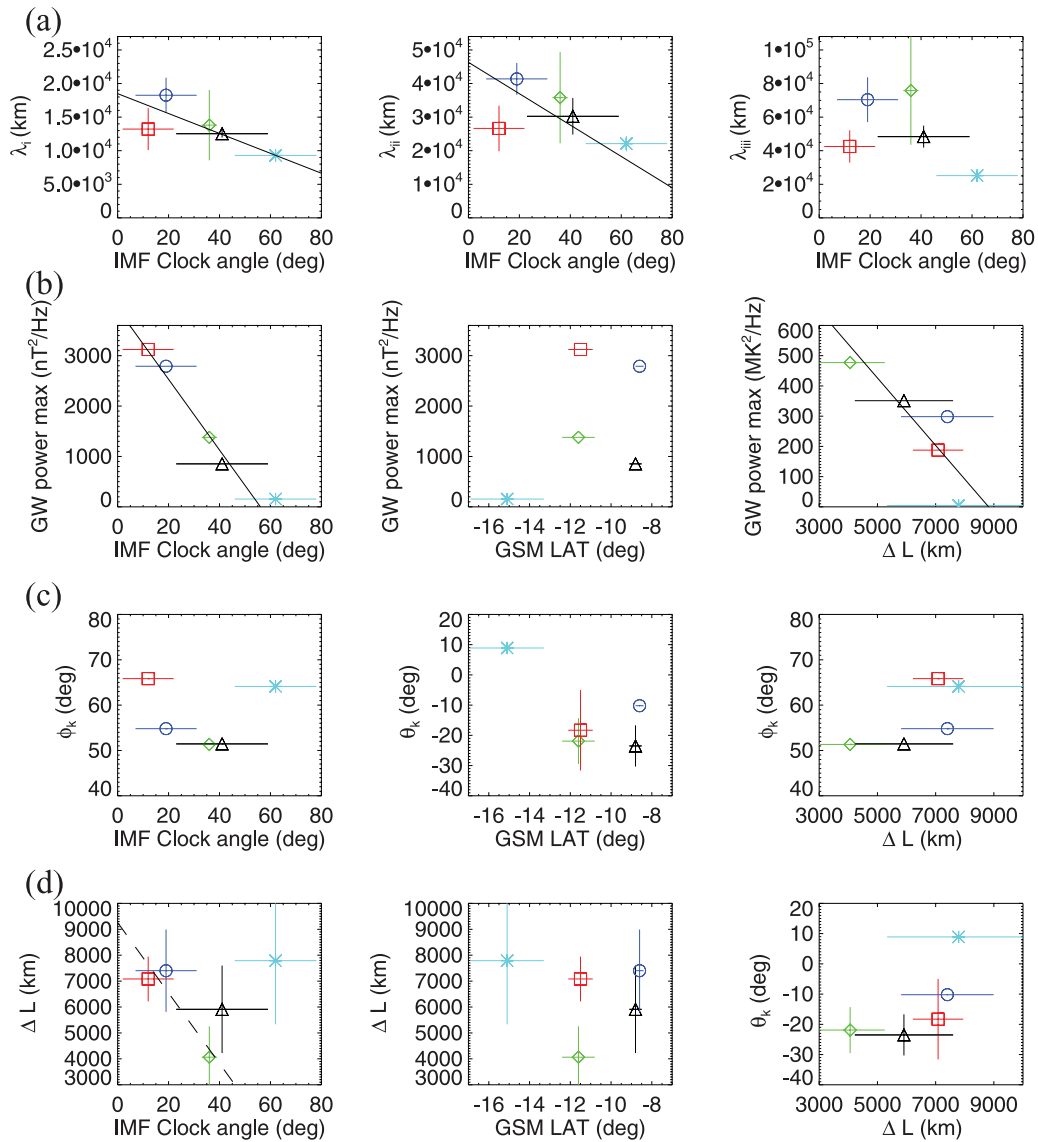 (a)
2.5•10⁴
2.0•10⁴
1.5•10⁴
1.0•10⁴
5.0•10³
0
λᵢ (km)
0 20 40 60 80
IMF Clock angle (deg)
5•10⁴
4•10⁴
3•10⁴
2•10⁴
1•10⁴
0
λᵢᵢ (km)
0 20 40 60 80
IMF Clock angle (deg)
1•10⁵
8•10⁴
6•10⁴
4•10⁴
2•10⁴
0
λᵢᵢᵢ (km)
0 20 40 60 80
IMF Clock angle (deg)
(b)
3000
2000
1000
0
GW power max (nT²/Hz)
0 20 40 60 80
IMF Clock angle (deg)
3000
2000
1000
0
GW power max (nT²/Hz)
-16 -14 -12 -10 -8
GSM LAT (deg)
600
500
400
300
200
100
0
GW power max (MK²/Hz)
3000 5000 7000 9000
Δ L (km)
(c)
80
70
60
50
40
ϕₖ (deg)
0 20 40 60 80
IMF Clock angle (deg)
20
10
0
-10
-20
-30
-40
θₖ (deg)
-16 -14 -12 -10 -8
GSM LAT (deg)
80
70
60
50
40
ϕₖ (deg)
3000 5000 7000 9000
Δ L (km)
(d)
10000
9000
8000
7000
6000
5000
4000
3000
Δ L (km)
0 20 40 60 80
IMF Clock angle (deg)
10000
9000
8000
7000
6000
5000
4000
3000
Δ L (km)
-16 -14 -12 -10 -8
GSM LAT (deg)
20
10
0
-10
-20
-30
-40
θₖ (deg)
3000 5000 7000 9000
Δ L (km)